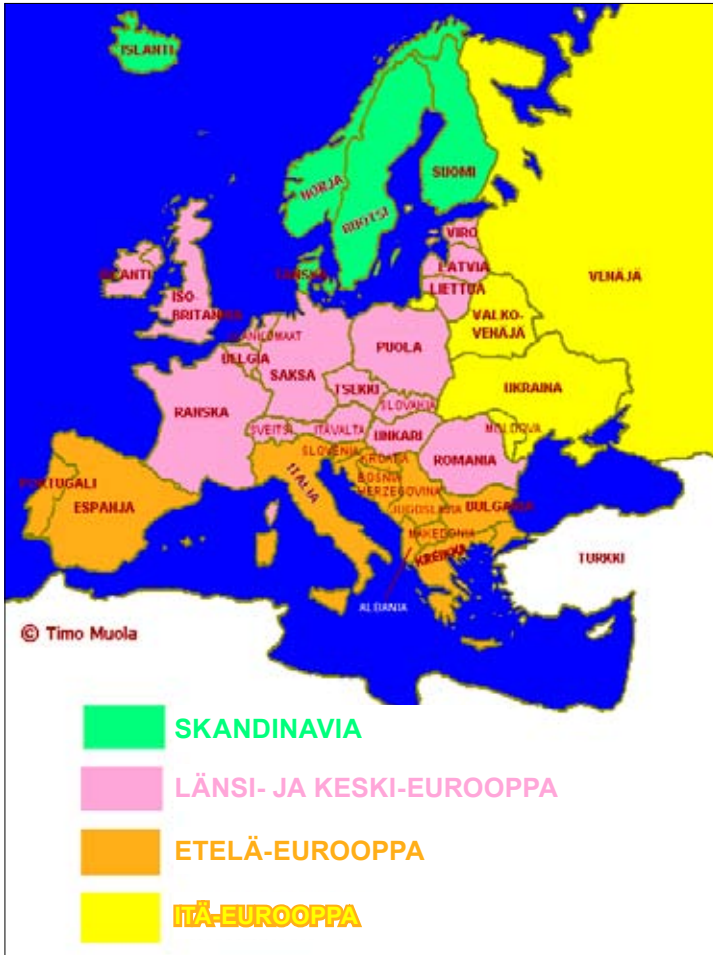 ISLANTI
SUOMI
NORJA
RUOTSI
VIRO
LATVIA
VENÄJÄ
TANSKA
LIETTUA
IRLANTI
ISO-
BRITANNIA
VALKO-
VENÄJÄ
ALANKOMAAT
PUOLA
BELGIA
SAKSA
TSEKKI
UKRAINA
SLOVAKIA
RANSKA
SVEITSI
ITÄVALTA
UNKARI
MOLDOVA
SLOVENIA
KROATIA
ROMANIA
ITALIA
BOSNIA
HERZEGOVINA
PORTUGALI
ESPANJA
JUGOSLAVIA
BULGARIA
MAKEDONIA
KREIKKA
TURKKI
ALBANIA
© Timo Muola
SKANDINAVIA
LÄNSI- JA KESKI-EUROOPPA
ETELÄ-EUROOPPA
ITÄ-EUROOPPA